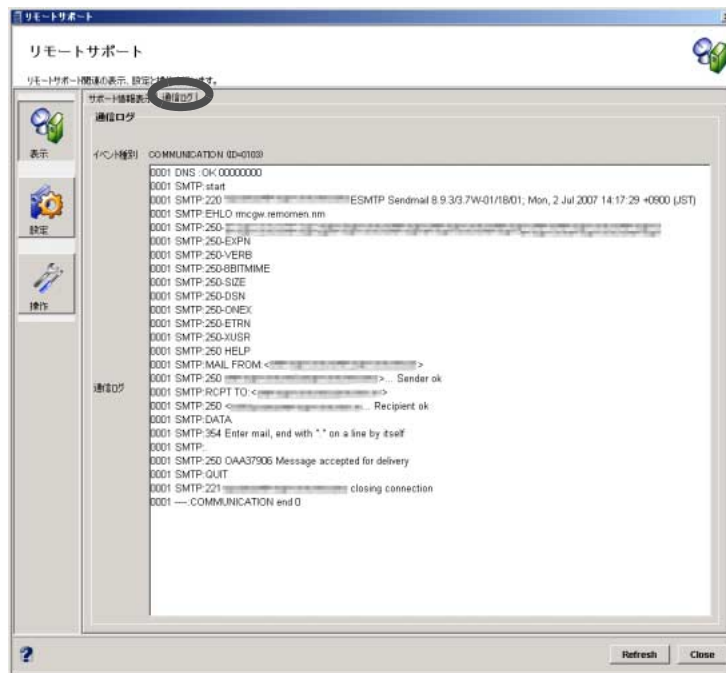 リモートサポート
リモートサポート
リモートサポート関連の表示、設定と操作を行います。
サポート情報表示 通信ログ
通信ログ
表示
設定
操作
イベント種別 COMMUNICATION (ID=0103)
通信ログ
0001 DNS :OK 00000000
0001 SMTP:start
0001 SMTP:220 ESMTP Sendmail 8.9.3/3.7W-01/18/01; Mon, 2 Jul 2007 14:17:29 +0900 (JST)
0001 SMTP:EHLO rmcgw.remomen.nm
0001 SMTP:250-
0001 SMTP:250-EXPN
0001 SMTP:250-VERB
0001 SMTP:250-8BITMIME
0001 SMTP:250-SIZE
0001 SMTP:250-DSN
0001 SMTP:250-ONEX
0001 SMTP:250-ETRN
0001 SMTP:250-XUSR
0001 SMTP:250 HELP
0001 SMTP:MAIL FROM:< >
0001 SMTP:250 >... Sender ok
0001 SMTP:RCPT TO:< >
0001 SMTP:250 < ... Recipient ok
0001 SMTP:DATA
0001 SMTP:354 Enter mail, end with "." on a line by itself
0001 SMTP:.
0001 SMTP:250 OAA37906 Message accepted for delivery
0001 SMTP:QUIT
0001 SMTP:221 closing connection
0001 ----:COMMUNICATION end 0
? Refresh Close